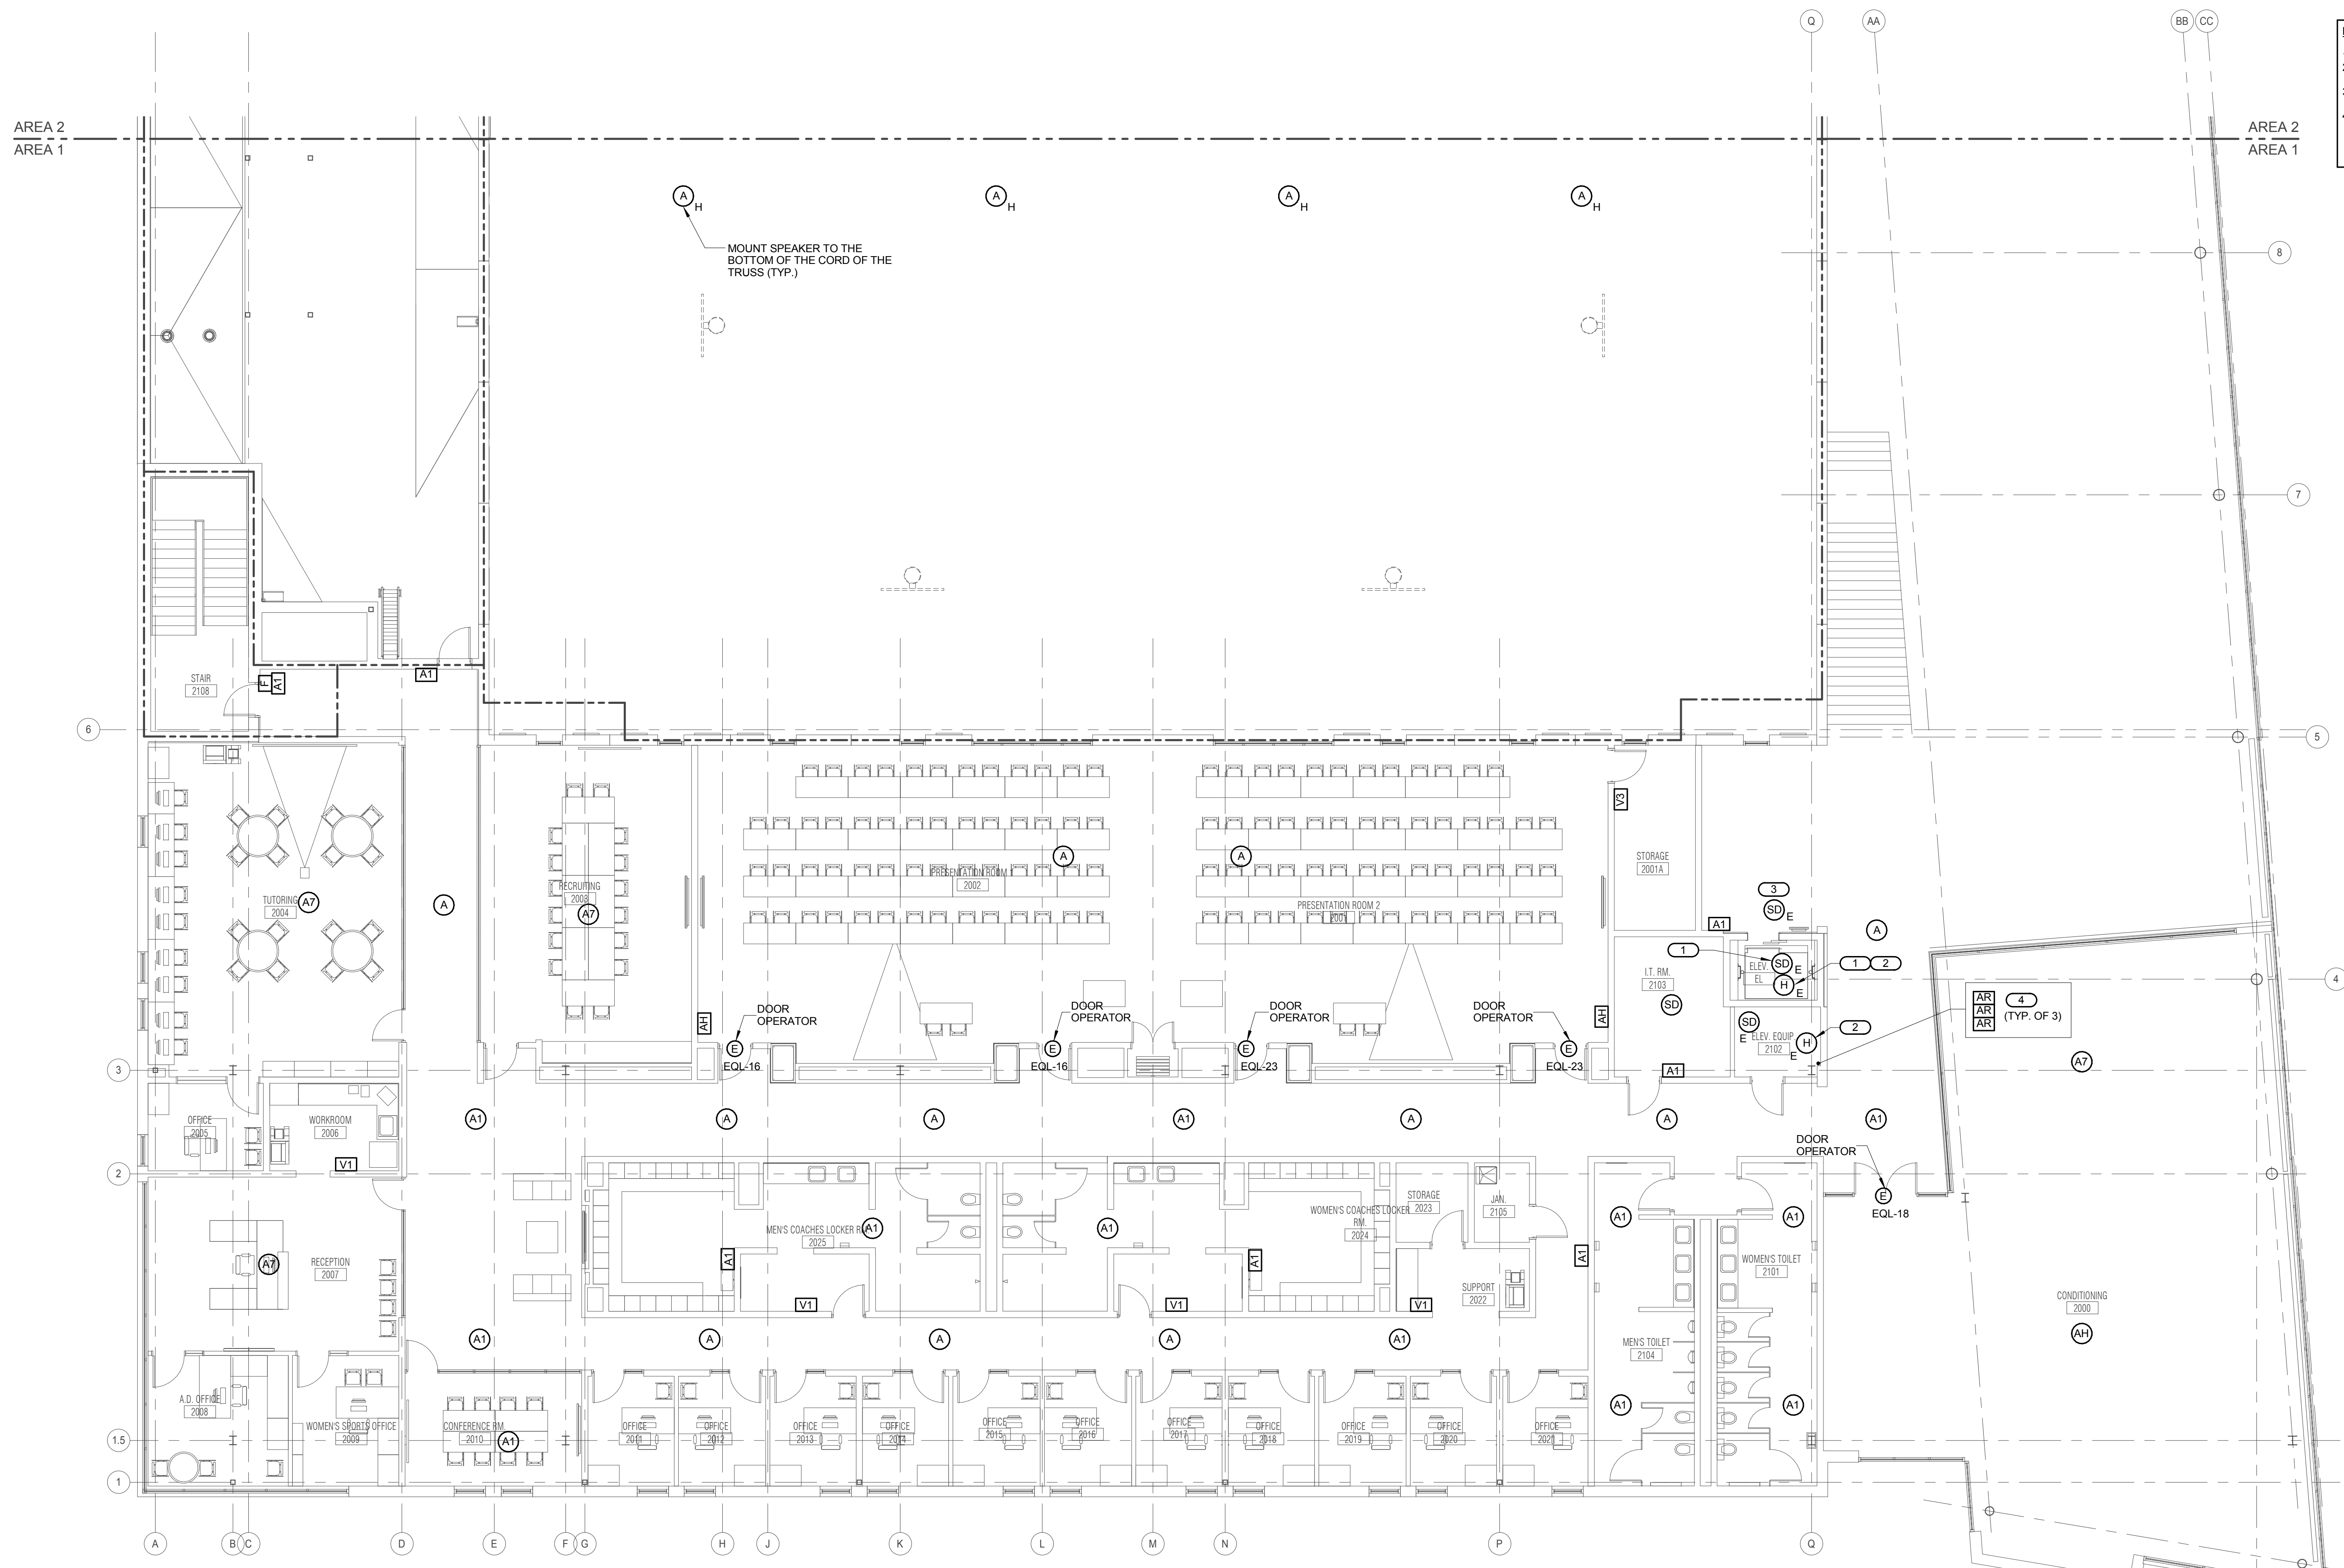 Q
AA
BB
CC
AREA 2
AREA 1
AREA 2
AREA 1
A
H
A
H
A
H
A
H
MOUNT SPEAKER TO THE
BOTTOM OF THE CORD OF THE
TRUSS (TYP.)
8
7
STAIR
2108
F
A1
A1
6
5
V3
STORAGE
2001A
TUTORING
2004
A7
A
RECRUITING
2003
A7
A
PRESENTATION ROOM 1
2002
A
PRESENTATION ROOM 2
2001
3
SD
E
A1
A
1
ELEV.
EL
SD
E
H
E
1
2
I.T. RM.
2103
SD
4
AR
AR
AR
4
(TYP. OF 3)
AH
DOOR
OPERATOR
E
EQL-16
DOOR
OPERATOR
E
EQL-16
DOOR
OPERATOR
E
EQL-23
DOOR
OPERATOR
E
EQL-23
AH
SD
E
ELEV. EQUIP
2102
H
E
2
3
A1
A7
OFFICE
2005
WORKROOM
2006
V1
A1
A
A
A1
A
A
A1
DOOR
OPERATOR
E
EQL-18
2
MEN'S COACHES LOCKER RM.
2025
A1
A1
WOMEN'S COACHES LOCKER
RM.
2024
STORAGE
2023
JAN.
2105
A1
A1
A1
A1
A1
WOMEN'S TOILET
2101
RECEPTION
2007
A7
V1
V1
V1
SUPPORT
2022
CONDITIONING
2000
AH
A1
A
A
A
A1
MEN'S TOILET
2104
A1
A1
A.D. OFFICE
2008
WOMEN'S SPORTS OFFICE
2009
CONFERENCE RM.
2010
A1
OFFICE
2011
OFFICE
2012
OFFICE
2013
OFFICE
2014
OFFICE
2015
OFFICE
2016
OFFICE
2017
OFFICE
2018
OFFICE
2019
OFFICE
2020
OFFICE
2021
1.5
1
A
B
C
D
E
F
G
H
J
K
L
M
N
P
Q